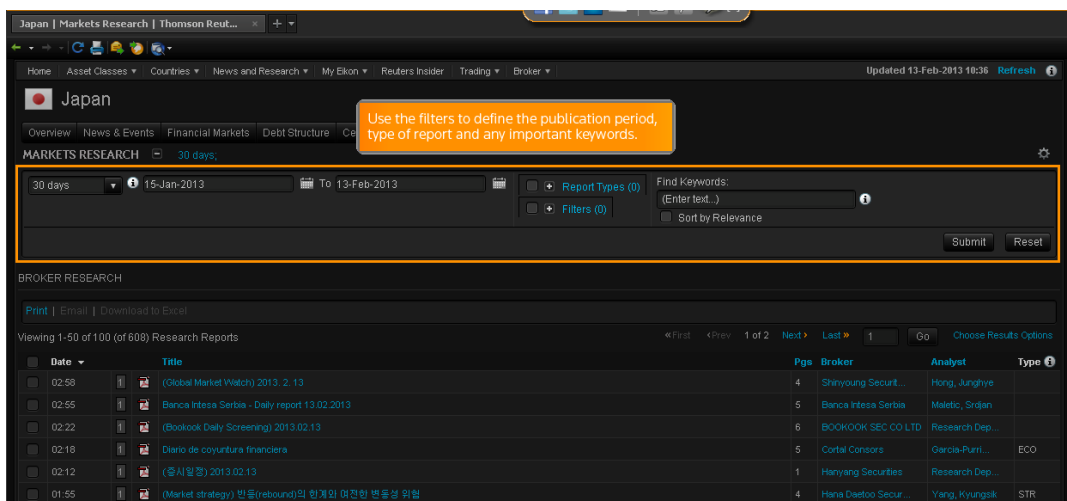 Japan | Markets Research | Thomson Reut... × +
Home Asset Classes Countries News and Research My Eikon Reuters Insider Trading Broker Updated 13-Feb-2013 10:36 Refresh
Japan
Use the filters to define the publication period,
type of report and any important keywords.
Overview News & Events Financial Markets Debt Structure Ce
MARKETS RESEARCH 30 days;
30 days 15-Jan-2013 To 13-Feb-2013 Report Types (0) Find Keywords:
(Enter text...)
Filters (0) Sort by Relevance
Submit Reset
BROKER RESEARCH
Print | Email | Download to Excel
Viewing 1-50 of 100 (of 608) Research Reports «First ‹Prev 1 of 2 Next› Last» 1 Go Choose Results Options
Date Title Pgs Broker Analyst Type
02:58 1 (Global Market Watch) 2013. 2. 13 4 Shinyoung Securit... Hong, Junghye
02:55 1 Banca Intesa Serbia - Daily report 13.02.2013 5 Banca Intesa Serbia Maletic, Srdjan
02:22 1 (Bookook Daily Screening) 2013.02.13 6 BOOKOOK SEC CO LTD Research Dep...
02:18 1 Diario de coyuntura financiera 5 Cortal Consors Garcia-Purri... ECO
02:12 1 (증시일정) 2013.02.13 1 Hanyang Securities Research Dep...
01:55 1 (Market strategy) 반등(rebound)의 한계와 여전한 변동성 위험 4 Hana Daetoo Secur... Yang, Kyungsik STR